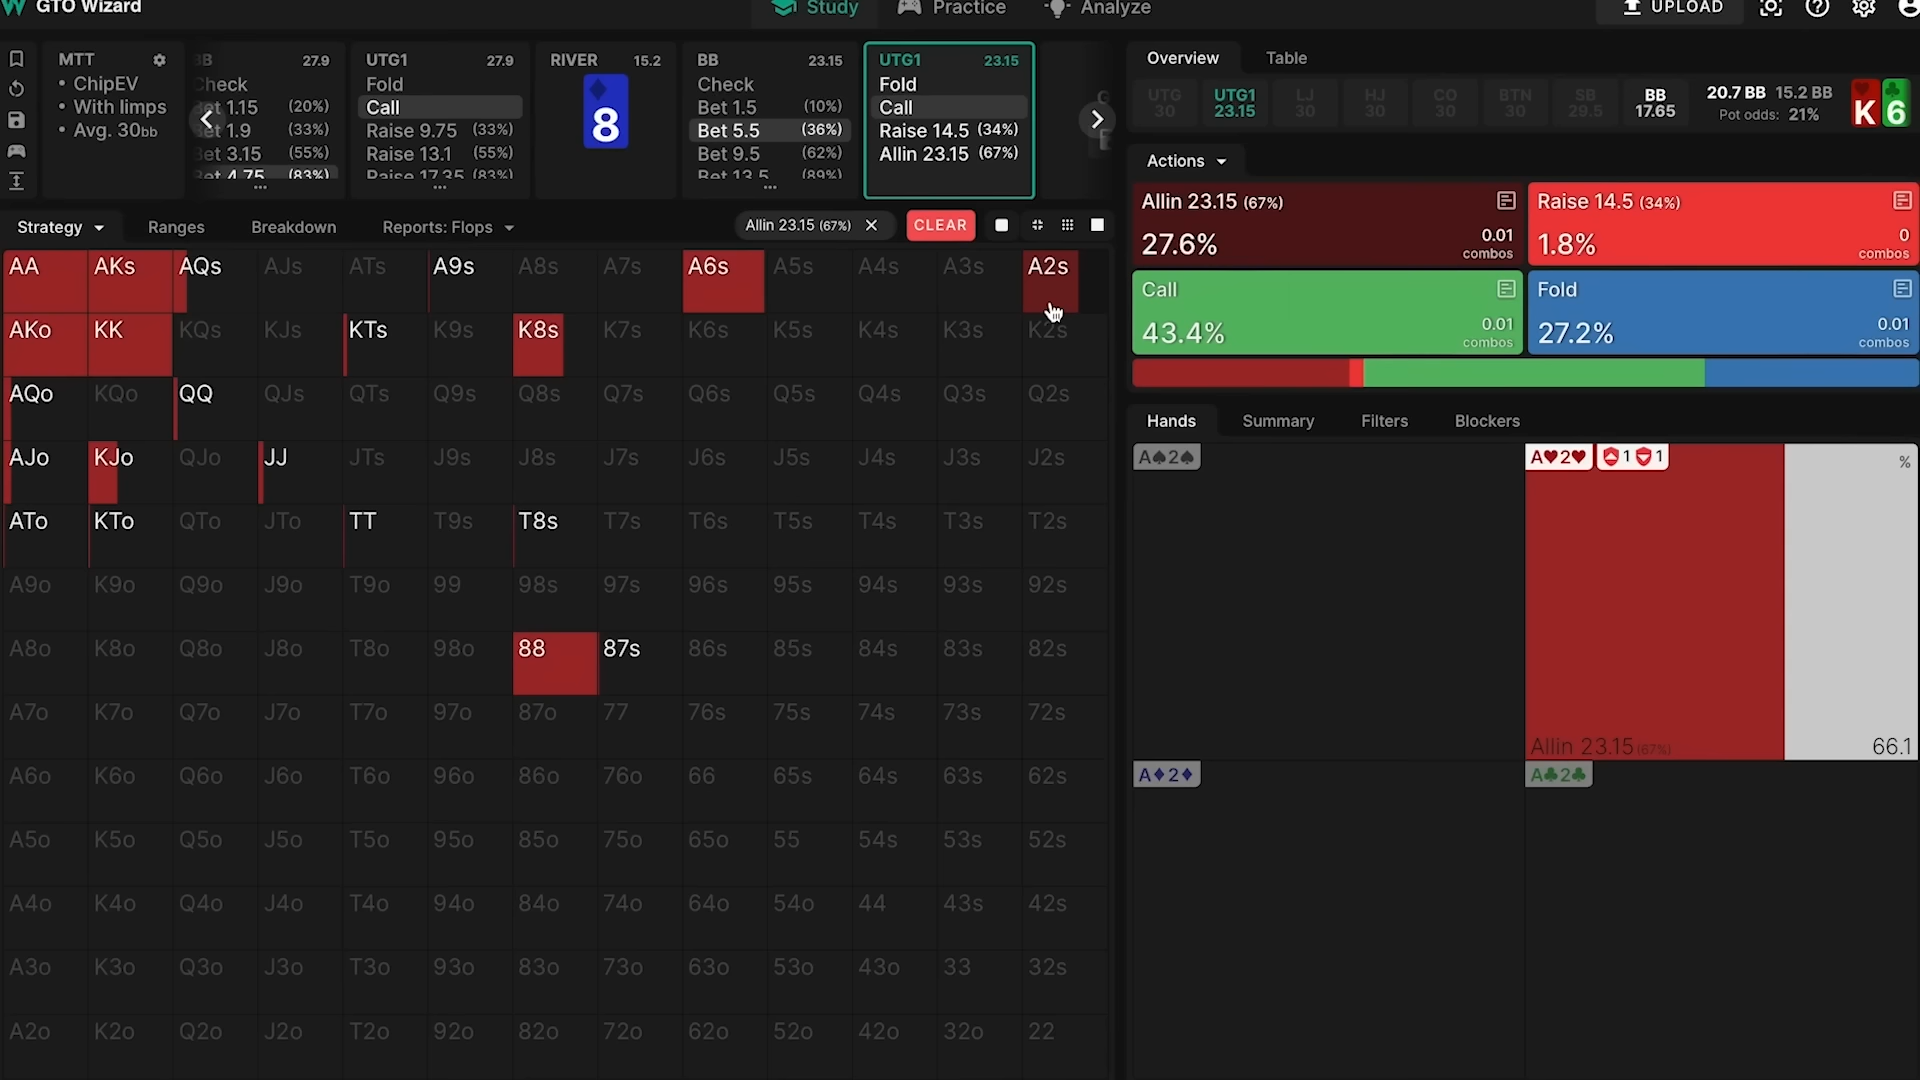 GTO Wizard
Study
Practice
Analyze
UPLOAD
MTT
• ChipEV
• With limps
• Avg. 30bb
BB 27.9
Check
Bet 1.15 (20%)
Bet 1.9 (33%)
Bet 3.15 (55%)
Bet 4.75 (83%)
UTG1 27.9
Fold
Call
Raise 9.75 (33%)
Raise 13.1 (55%)
Raise 17.35 (83%)
RIVER 15.2
8
BB 23.15
Check
Bet 1.5 (10%)
Bet 5.5 (36%)
Bet 9.5 (62%)
Bet 13.5 (89%)
UTG1 23.15
Fold
Call
Raise 14.5 (34%)
Allin 23.15 (67%)
Strategy
Ranges
Breakdown
Reports: Flops
Allin 23.15 (67%)
CLEAR
AA AKs AQs AJs ATs A9s A8s A7s A6s A5s A4s A3s A2s
AKo KK KQs KJs KTs K9s K8s K7s K6s K5s K4s K3s K2s
AQo KQo QQ QJs QTs Q9s Q8s Q7s Q6s Q5s Q4s Q3s Q2s
AJo KJo QJo JJ JTs J9s J8s J7s J6s J5s J4s J3s J2s
ATo KTo QTo JTo TT T9s T8s T7s T6s T5s T4s T3s T2s
A9o K9o Q9o J9o T9o 99 98s 97s 96s 95s 94s 93s 92s
A8o K8o Q8o J8o T8o 98o 88 87s 86s 85s 84s 83s 82s
A7o K7o Q7o J7o T7o 97o 87o 77 76s 75s 74s 73s 72s
A6o K6o Q6o J6o T6o 96o 86o 76o 66 65s 64s 63s 62s
A5o K5o Q5o J5o T5o 95o 85o 75o 65o 55 54s 53s 52s
A4o K4o Q4o J4o T4o 94o 84o 74o 64o 54o 44 43s 42s
A3o K3o Q3o J3o T3o 93o 83o 73o 63o 53o 43o 33 32s
A2o K2o Q2o J2o T2o 92o 82o 72o 62o 52o 42o 32o 22
Overview
Table
UTG 30
UTG1 23.15
LJ 30
HJ 30
CO 30
BTN 30
SB 29.5
BB 17.65
20.7 BB 15.2 BB
Pot odds: 21%
K 6
Actions
Allin 23.15 (67%)
27.6%
0.01 combos
Raise 14.5 (34%)
1.8%
0 combos
Call
43.4%
0.01 combos
Fold
27.2%
0.01 combos
Hands
Summary
Filters
Blockers
A♠2♠
A♥2♥ 1 1
%
Allin 23.15 (67%)
66.1
A♦2♦
A♣2♣